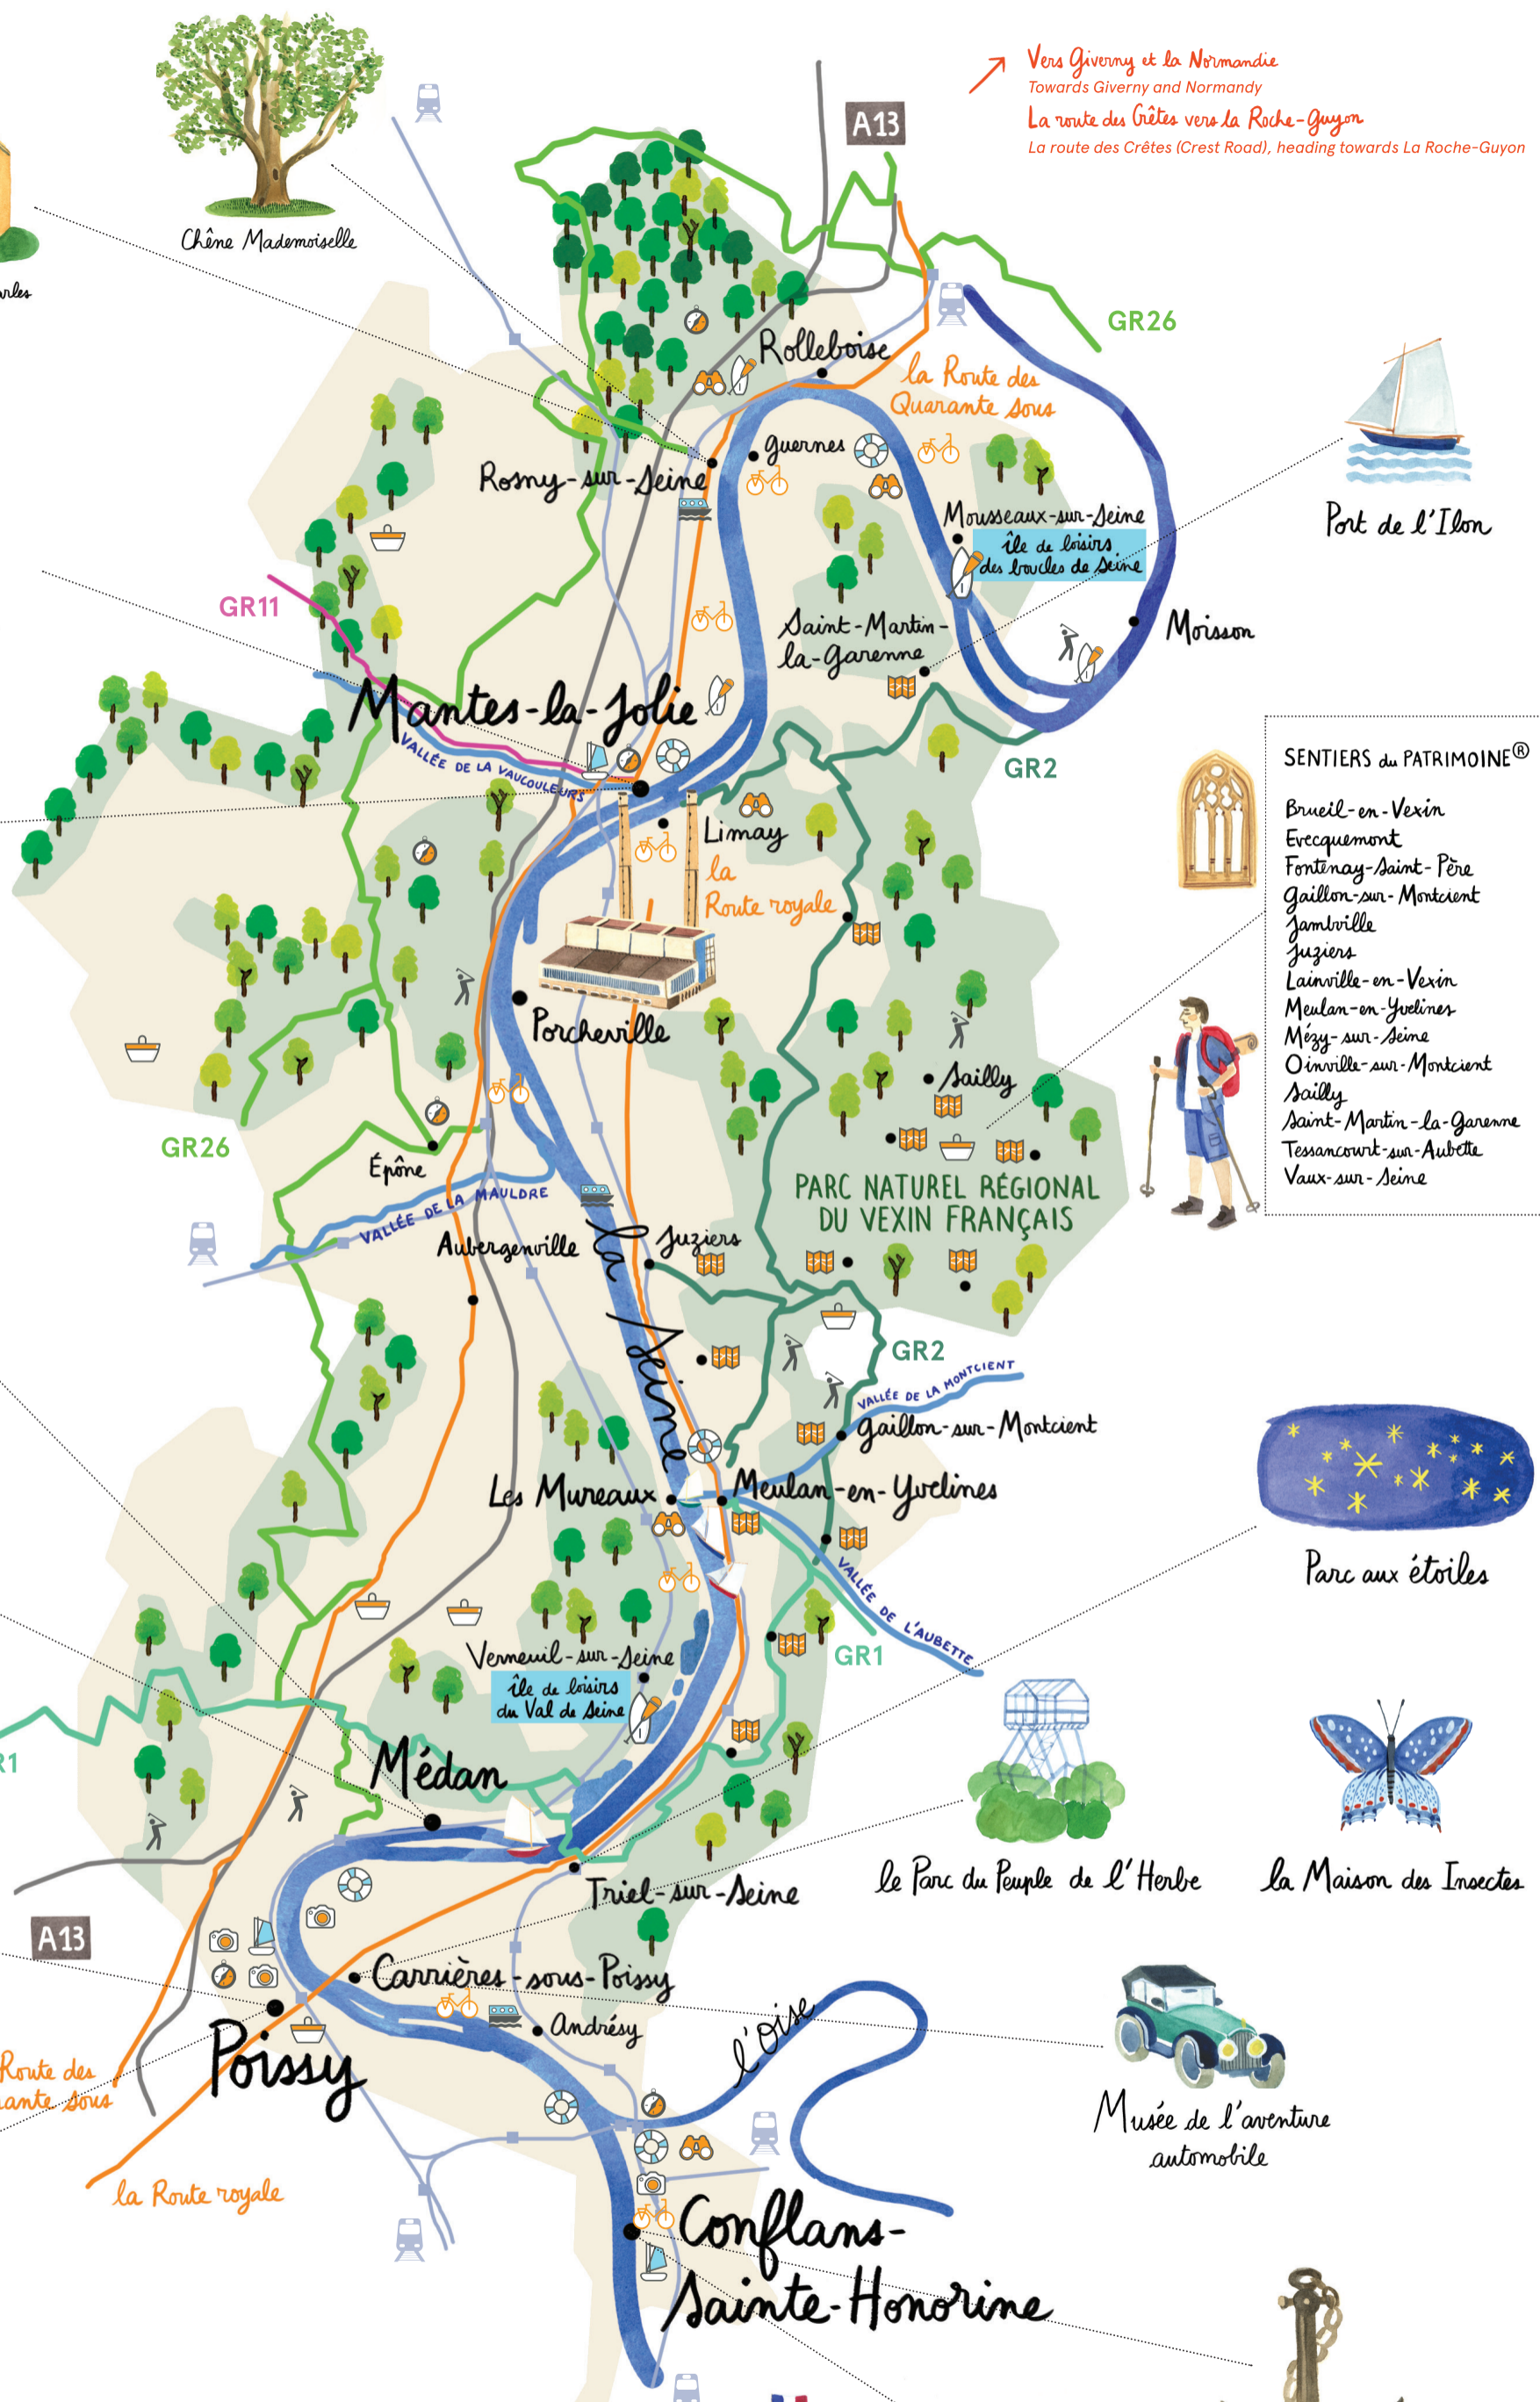 Vers Giverny et la Normandie
Towards Giverny and Normandy
La route des Crêtes vers la Roche-Guyon
La route des Crêtes (Crest Road), heading towards La Roche-Guyon
A13
Chêne Mademoiselle
GR26
Rolleboise
la Route des
Quarante Sous
Guernes
Rosny-sur-Seine
Mousseaux-sur-Seine
île de loisirs
des boucles de Seine
Port de l'Ilon
GR11
Saint-Martin-
la-Garenne
Moisson
Mantes-la-Jolie
VALLÉE DE LA VAUCOULEURS
GR2
Limay
la
Route royale
SENTIERS du PATRIMOINE®
Brueil-en-Vexin
Evecquemont
Fontenay-Saint-Père
Gaillon-sur-Montcient
Jambville
Juziers
Lainville-en-Vexin
Meulan-en-Yvelines
Mézy-sur-Seine
Oinville-sur-Montcient
Sailly
Saint-Martin-la-Garenne
Tessancourt-sur-Aubette
Vaux-sur-Seine
Porcheville
Sailly
GR26
Épône
VALLÉE DE LA MAULDRE
PARC NATUREL RÉGIONAL
DU VEXIN FRANÇAIS
Aubergenville
Juziers
la Seine
GR2
VALLÉE DE LA MONTCIENT
Gaillon-sur-Montcient
Les Mureaux
Meulan-en-Yvelines
VALLÉE DE L'AUBETTE
Parc aux étoiles
GR1
Verneuil-sur-Seine
île de loisirs
du Val de Seine
Médan
Triel-sur-Seine
le Parc du Peuple de l'Herbe
la Maison des Insectes
A13
Carrières-sous-Poissy
Andrésy
l'Oise
Poissy
Route des
ante Sous
la Route royale
Musée de l'aventure
automobile
Conflans-
Sainte-Honorine